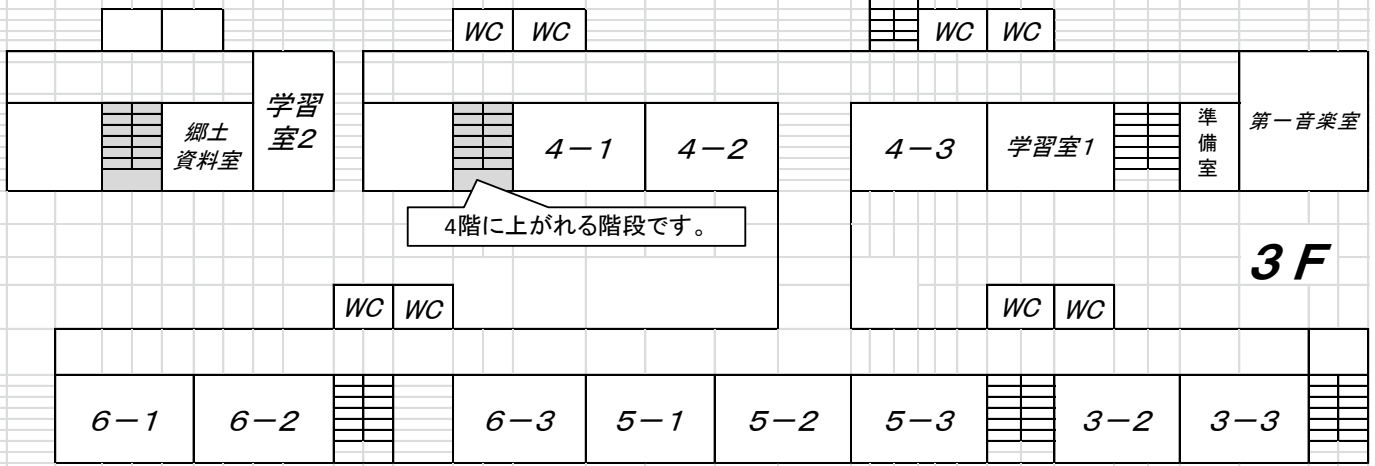 WC WC WC WC
郷土
資料室
学習
室2
4－1 4－2 4－3 学習室1
準
備
室
第一音楽室
4階に上がれる階段です。
3F
WC WC WC WC
6－1 6－2 6－3 5－1 5－2 5－3 3－2 3－3